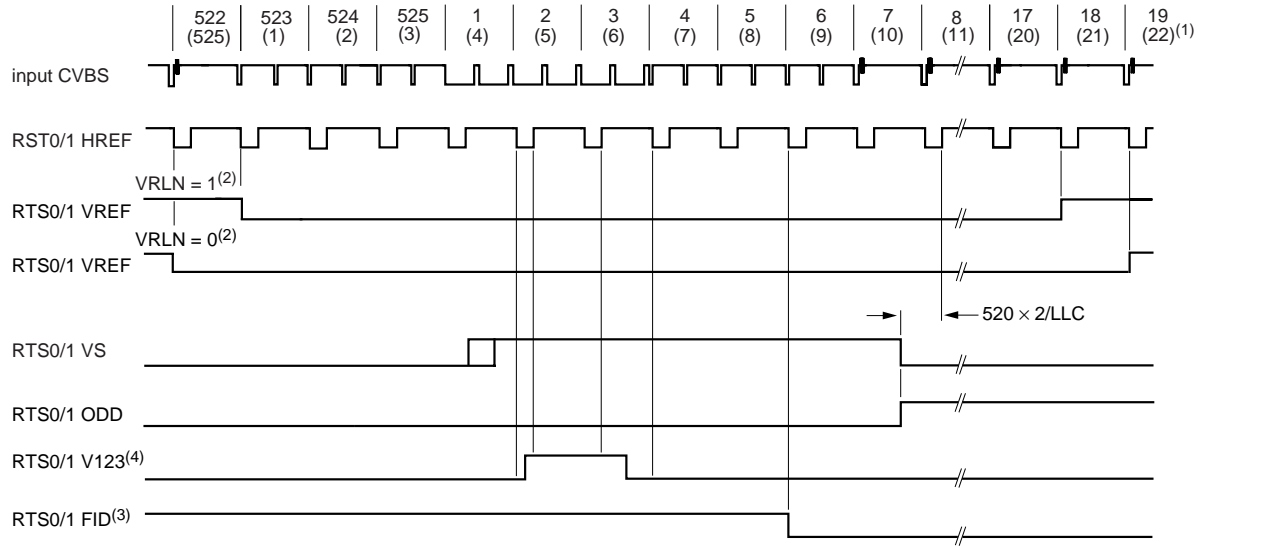 522 523 524 525 1 2 3 4 5 6 7 8 17 18 19
(525) (1) (2) (3) (4) (5) (6) (7) (8) (9) (10) (11) (20) (21) (22)(1)
input CVBS
RST0/1 HREF
VRLN = 1(2)
RTS0/1 VREF
VRLN = 0(2)
RTS0/1 VREF
520 × 2/LLC
RTS0/1 VS
RTS0/1 ODD
RTS0/1 V123(4)
RTS0/1 FID(3)